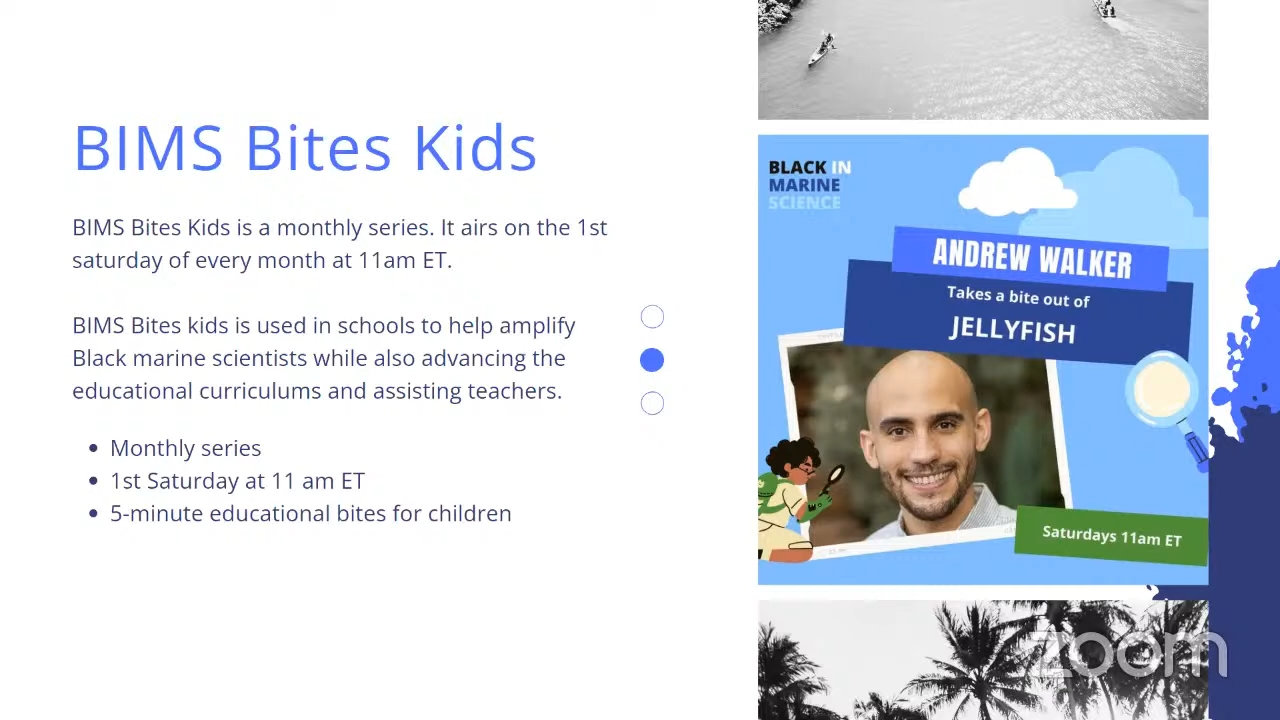 BIMS Bites Kids
BIMS Bites Kids is a monthly series. It airs on the 1st
saturday of every month at 11am ET.
BIMS Bites kids is used in schools to help amplify
Black marine scientists while also advancing the
educational curriculums and assisting teachers.
Monthly series
1st Saturday at 11 am ET
5-minute educational bites for children
BLACK IN
MARINE
SCIENCE
ANDREW WALKER
Takes a bite out of
JELLYFISH
Saturdays 11am ET
zoom